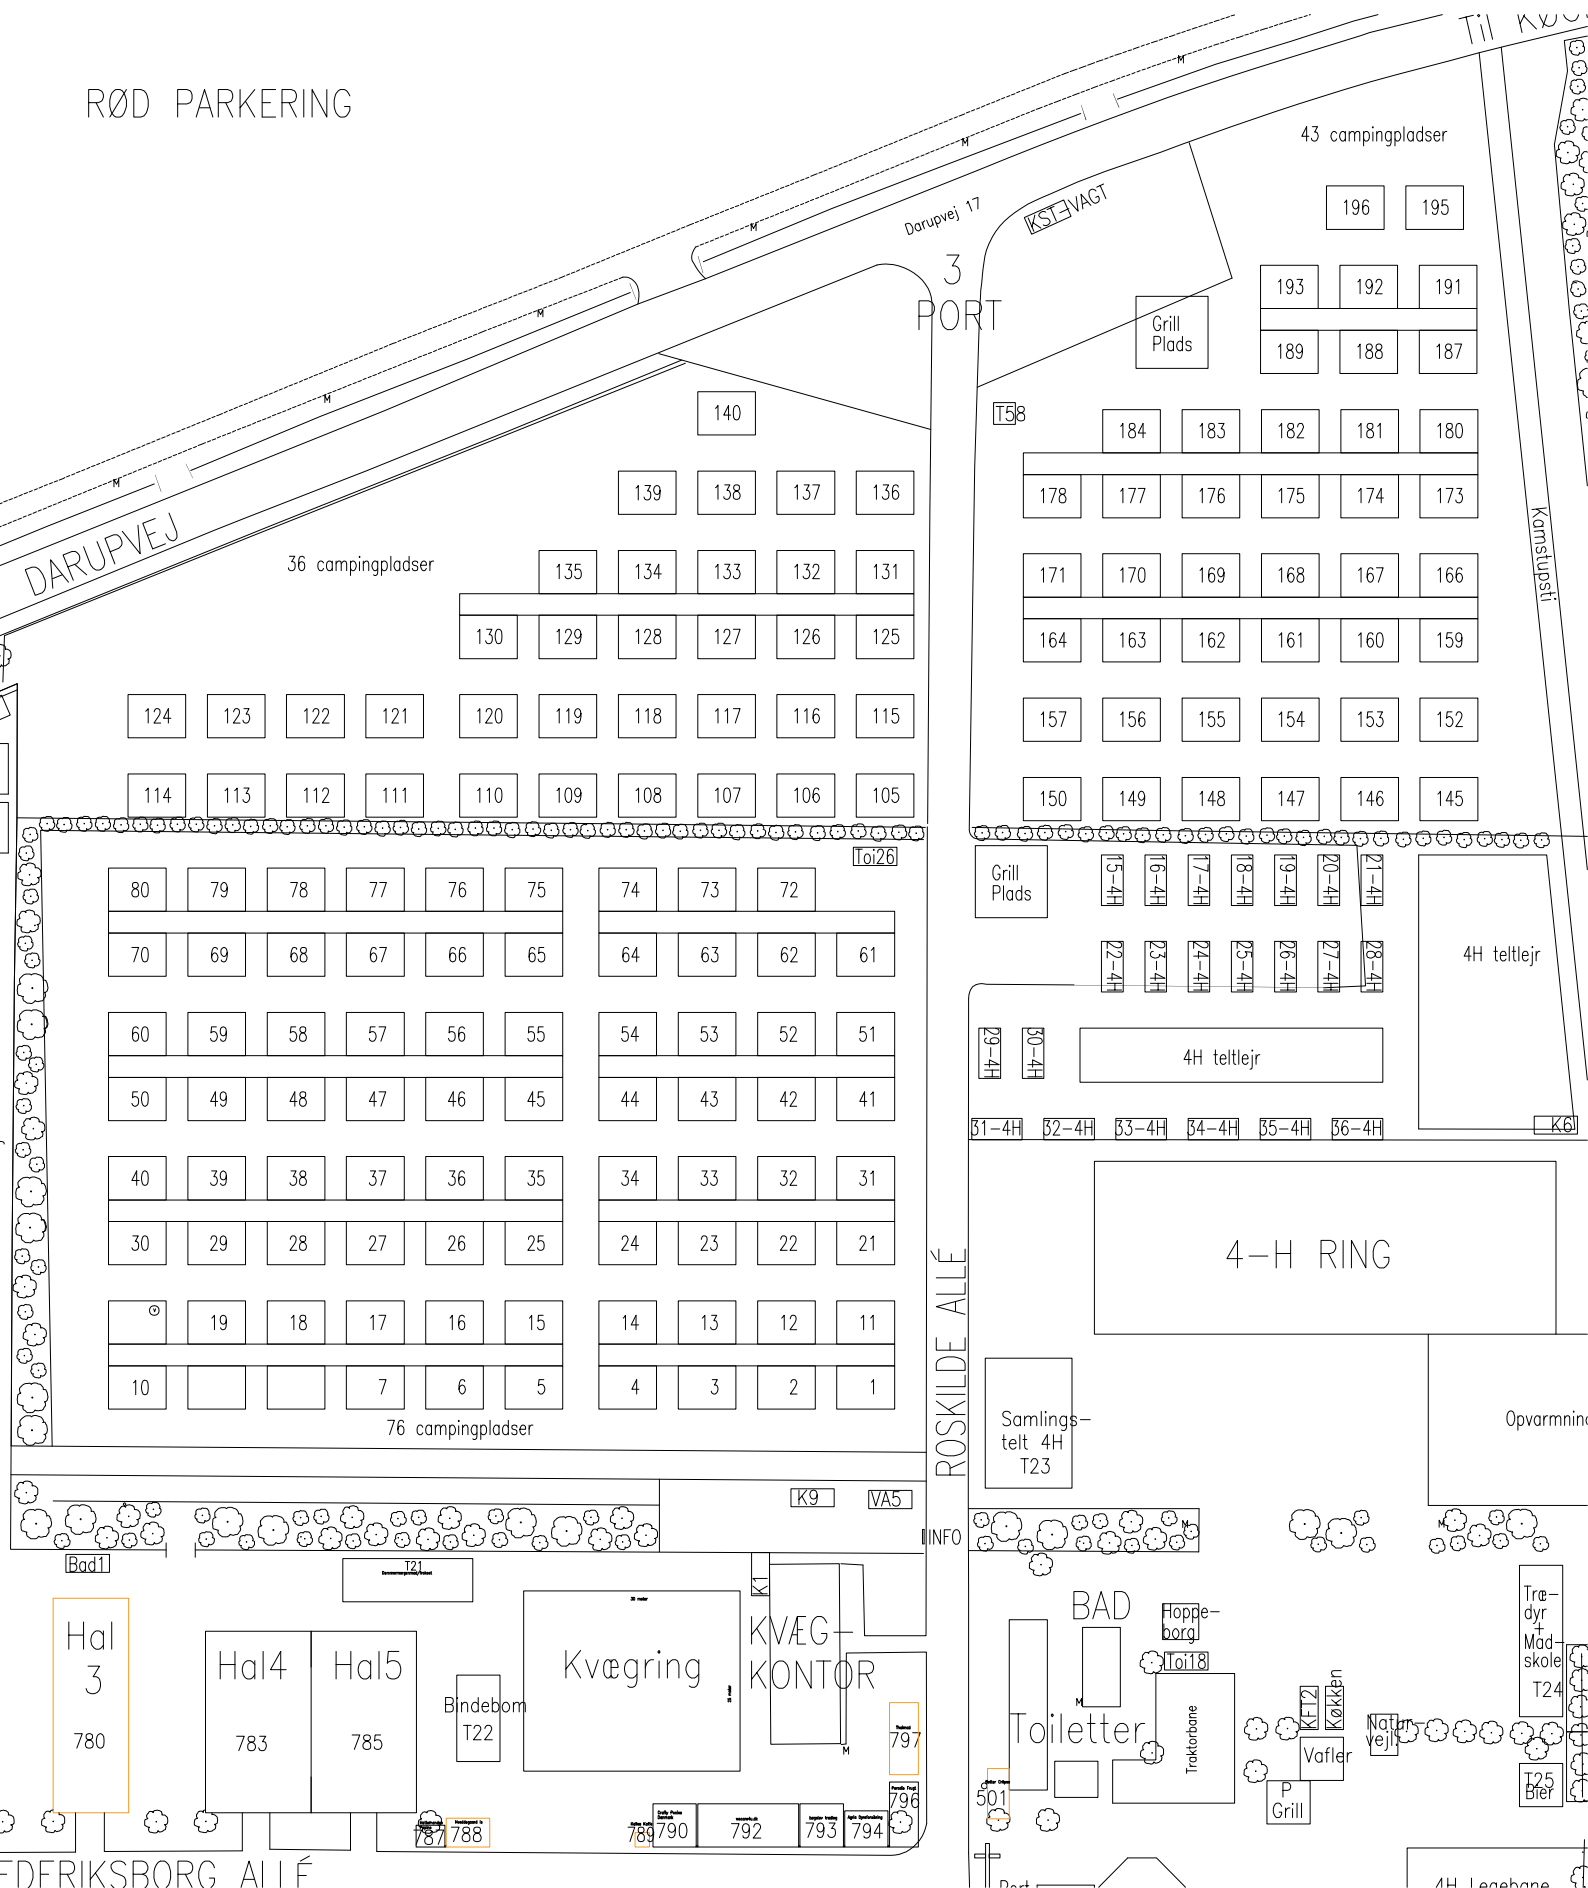 Til
RØD PARKERING
M
43 campingpladser
M
196 195
Darupvej 17
KST-VAGT
M
3
PORT
193 192 191
Grill
Plads
189 188 187
M
M
140
T58
184 183 182 181 180
139 138 137 136
178 177 176 175 174 173
M
DARUPVEJ
36 campingpladser
Kamstupsti
135 134 133 132 131
171 170 169 168 167 166
130 129 128 127 126 125
164 163 162 161 160 159
124 123 122 121 120 119 118 117 116 115
157 156 155 154 153 152
114 113 112 111 110 109 108 107 106 105
150 149 148 147 146 145
Toi26
Grill
Plads
15-4H 16-4H 17-4H 18-4H 19-4H 20-4H 21-4H
80 79 78 77 76 75 74 73 72
70 69 68 67 66 65 64 63 62 61
22-4H 23-4H 24-4H 25-4H 26-4H 27-4H 28-4H
4H teltlejr
60 59 58 57 56 55 54 53 52 51
29-4H 30-4H
4H teltlejr
50 49 48 47 46 45 44 43 42 41
31-4H 32-4H 33-4H 34-4H 35-4H 36-4H
K6
40 39 38 37 36 35 34 33 32 31
30 29 28 27 26 25 24 23 22 21
4-H RING
ROSKILDE ALLÉ
19 18 17 16 15 14 13 12 11
10 7 6 5 4 3 2 1
76 campingpladser
Samlings-
telt 4H
T23
Opvarmning
K9
VA5
INFO
M
M
Bad1
T21
K1
30 meter
Hal
3
780
Hal4
783
Hal5
785
Bindebom
T22
Kvægring
25 meter
KVÆG-
KONTOR
M
797
796
BAD
Hoppe-
borg
Toi18
M
Toiletter
Traktorbane
KFT2
Køkken
Vafler
Natur-
vejl.
P
Grill
Træ-
dyr
+
Mad-
skole
T24
T25
Bier
501
787 788 789 790 792 793 794
EDERIKSBORG ALLÉ
Port
4H Legebane